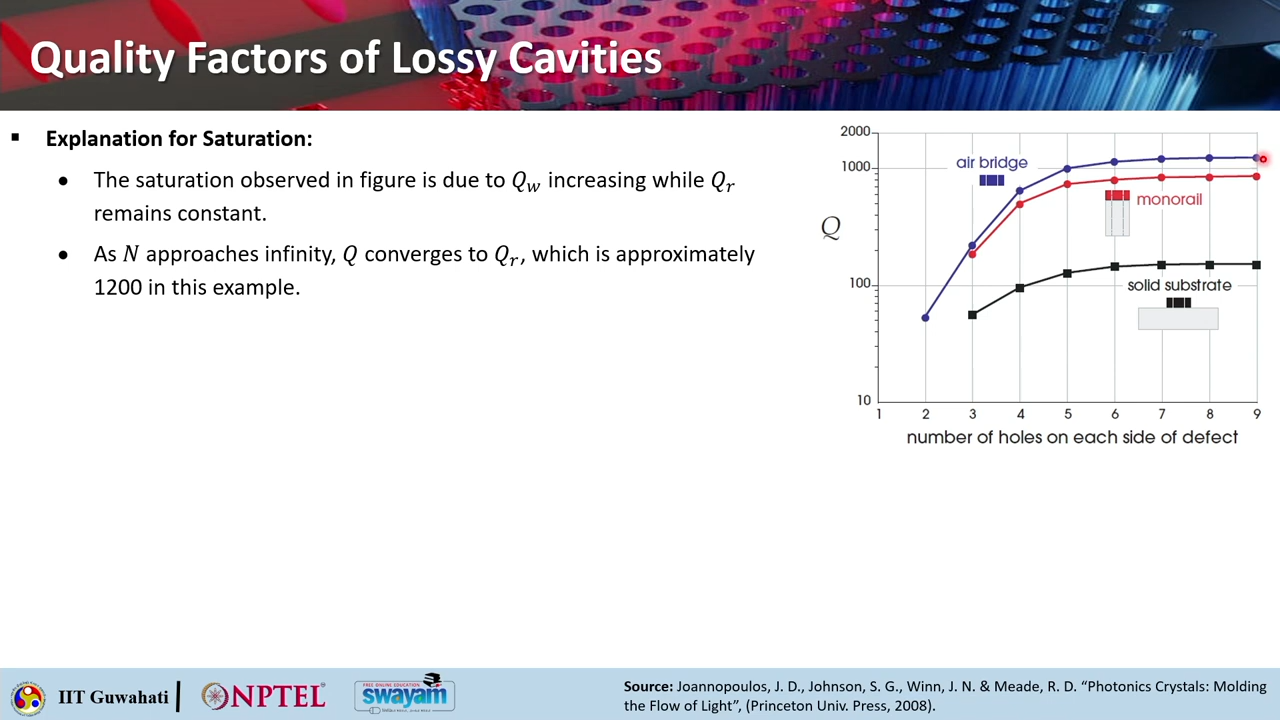 Quality Factors of Lossy Cavities
▪ Explanation for Saturation:
● The saturation observed in figure is due to Q_w increasing while Q_r
remains constant.
● As N approaches infinity, Q converges to Q_r, which is approximately
1200 in this example.
2000
1000
100
10
Q
air bridge
monorail
solid substrate
1 2 3 4 5 6 7 8 9
number of holes on each side of defect
IIT Guwahati
NPTEL
FREE ONLINE EDUCATION
swayam
Source: Joannopoulos, J. D., Johnson, S. G., Winn, J. N. & Meade, R. D. “Photonics Crystals: Molding
the Flow of Light”, (Princeton Univ. Press, 2008).